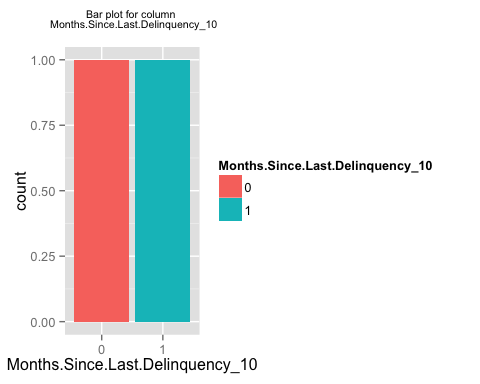 Bar plot for column
Months.Since.Last.Delinquency_10
1.00
0.75
0.50
0.25
0.00
count
0 1
Months.Since.Last.Delinquency_10
Months.Since.Last.Delinquency_10
0
1